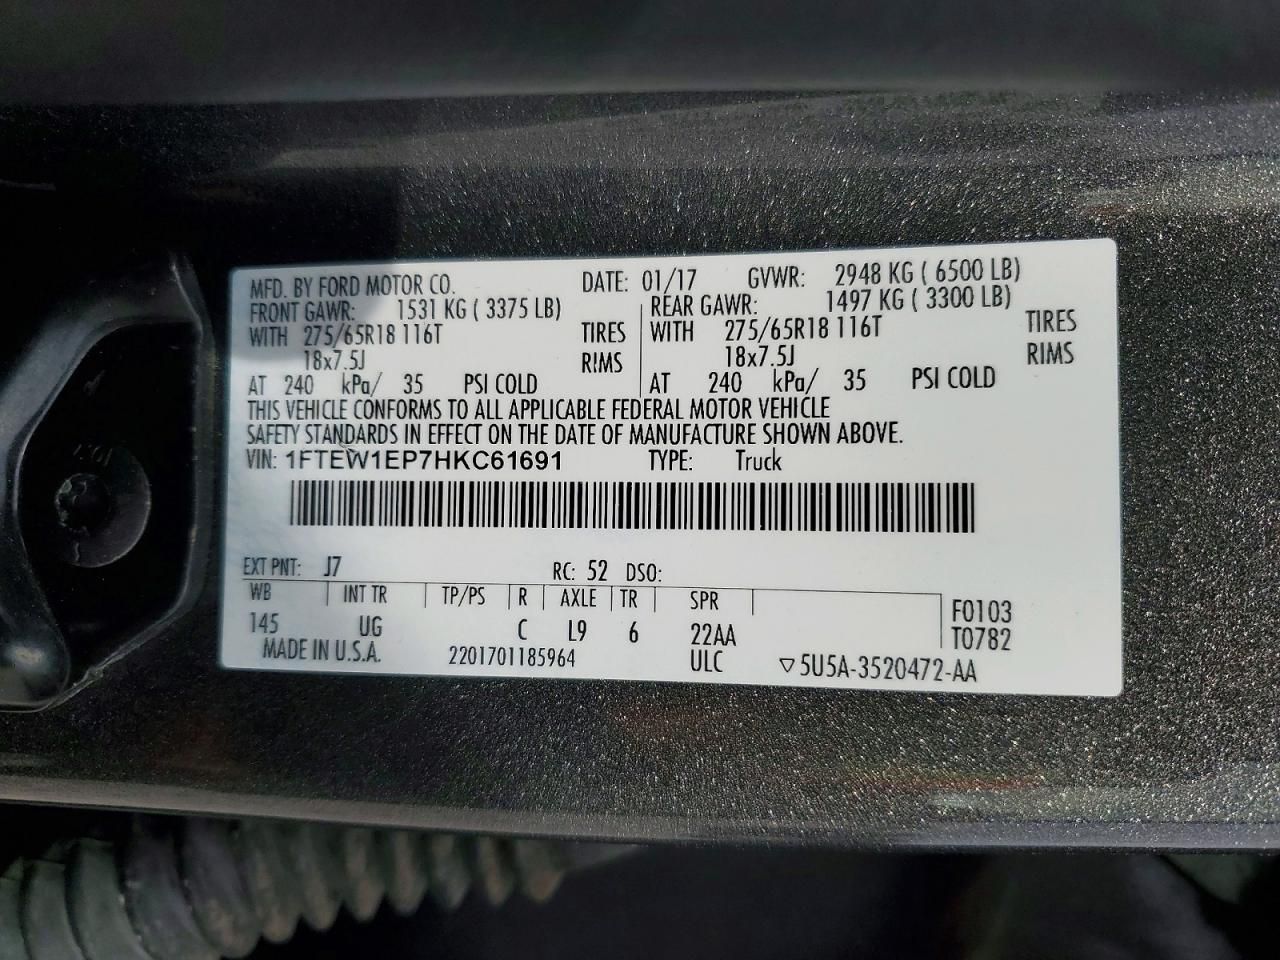 MFD. BY FORD MOTOR CO. DATE: 01/17 GVWR: 2948 KG ( 6500 LB)
FRONT GAWR: 1531 KG ( 3375 LB) REAR GAWR: 1497 KG ( 3300 LB)
WITH 275/65R18 116T TIRES WITH 275/65R18 116T TIRES
18x7.5J RIMS 18x7.5J RIMS
AT 240 kPa/ 35 PSI COLD AT 240 kPa/ 35 PSI COLD
THIS VEHICLE CONFORMS TO ALL APPLICABLE FEDERAL MOTOR VEHICLE
SAFETY STANDARDS IN EFFECT ON THE DATE OF MANUFACTURE SHOWN ABOVE.
VIN: 1FTEW1EP7HKC61691 TYPE: Truck
EXT PNT: J7 RC: 52 DSO:
WB INT TR TP/PS R AXLE TR SPR
145 UG C L9 6 22AA
F0103
T0782
MADE IN U.S.A. 2201701185964 ULC ▽5U5A-3520472-AA